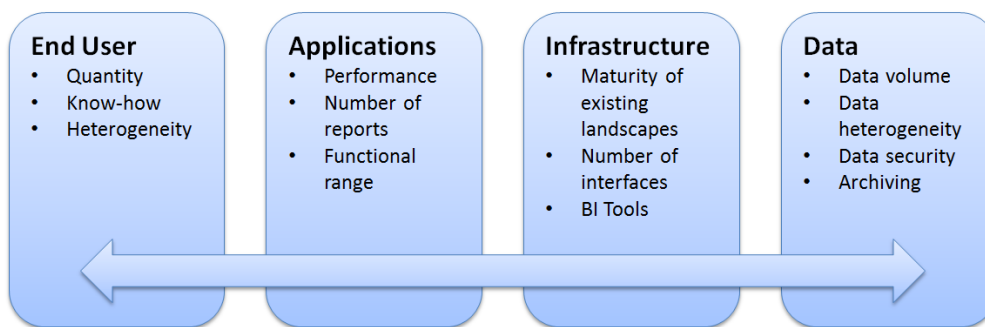 End User
• Quantity
• Know-how
• Heterogeneity
Applications
• Performance
• Number of
reports
• Functional
range
Infrastructure
• Maturity of
existing
landscapes
• Number of
interfaces
• BI Tools
Data
• Data volume
• Data
heterogeneity
• Data security
• Archiving